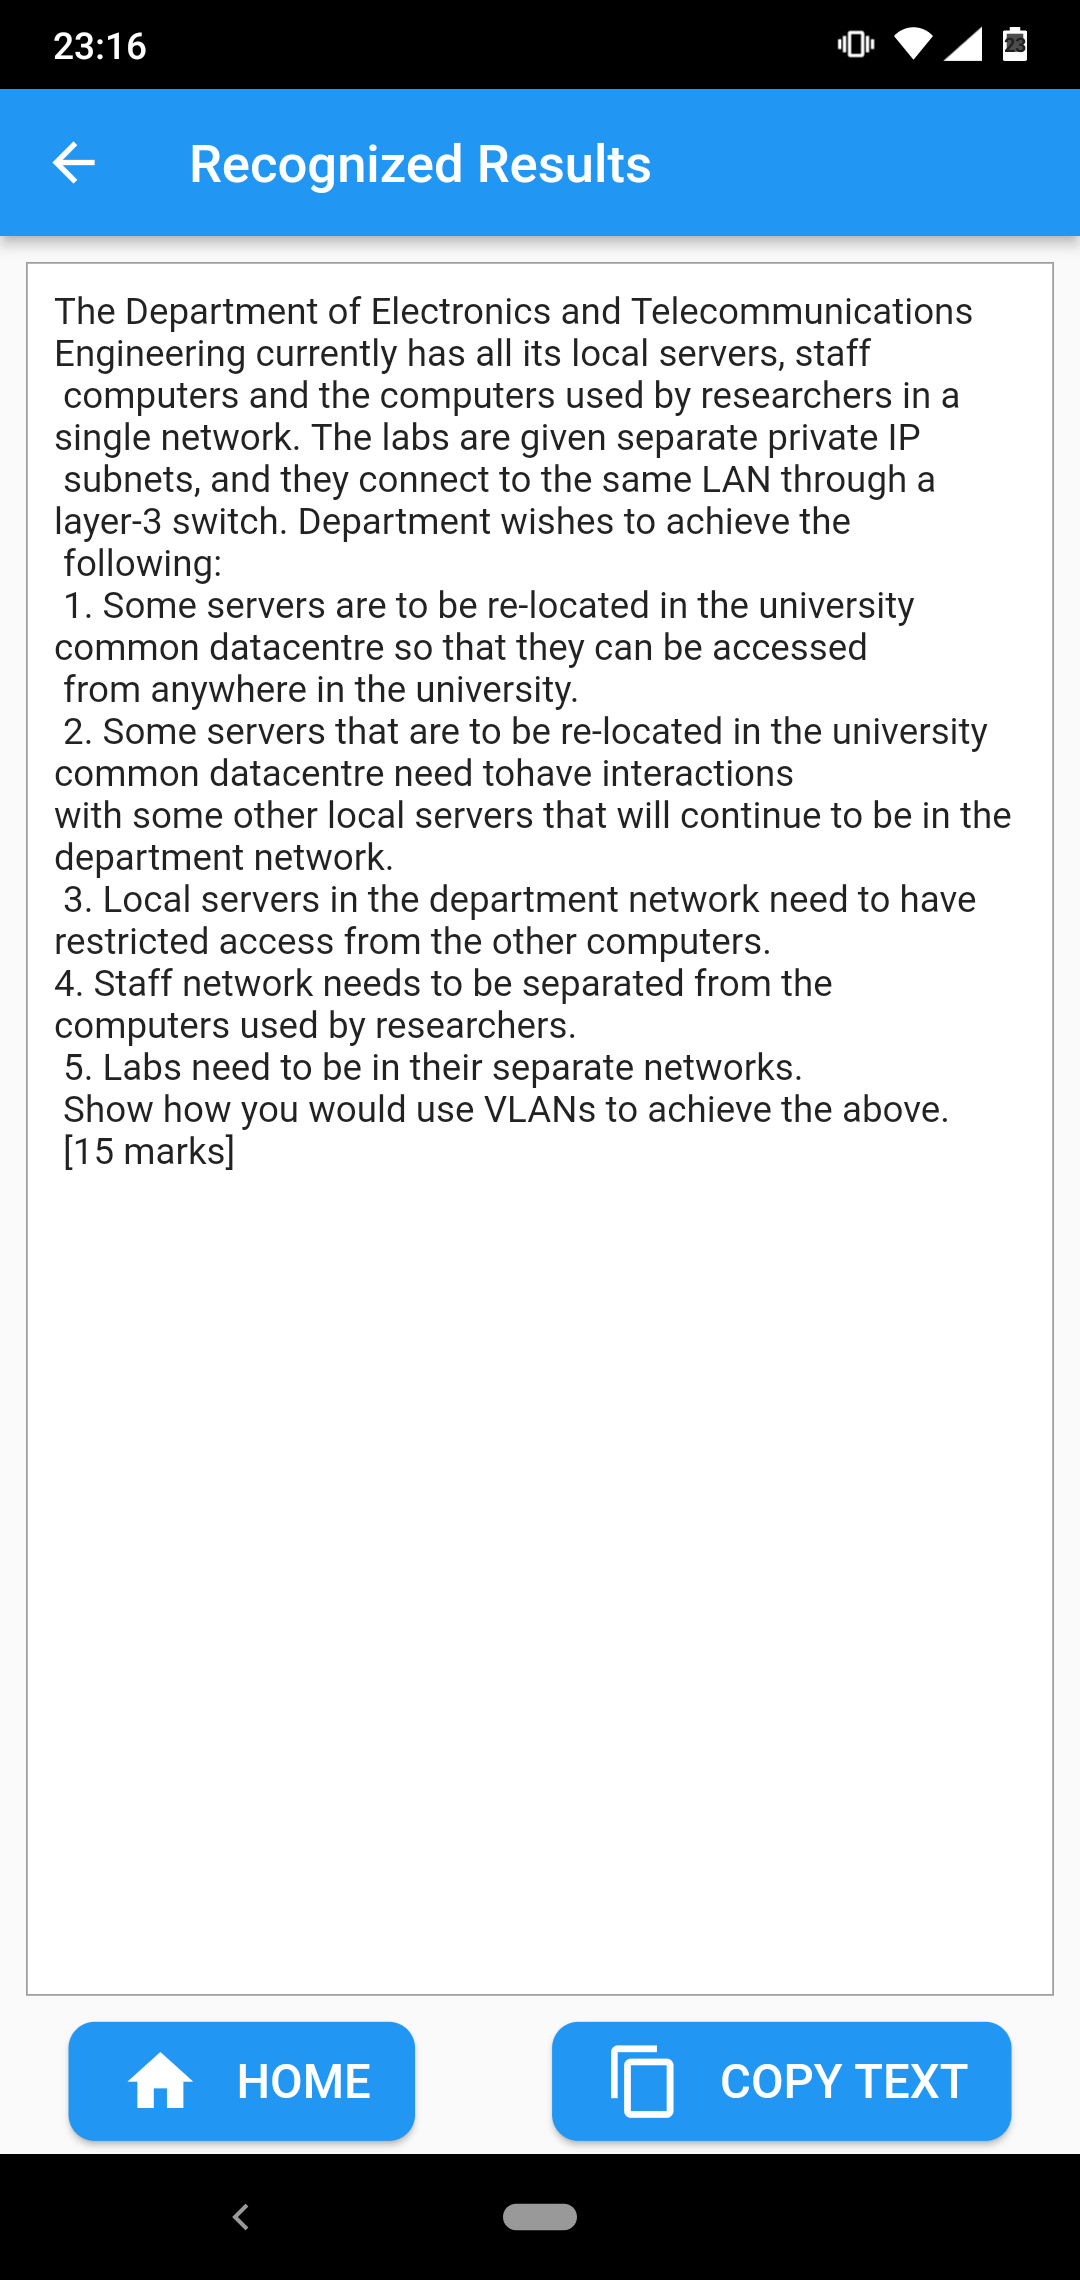 23:16
23
Recognized Results
The Department of Electronics and Telecommunications
Engineering currently has all its local servers, staff
computers and the computers used by researchers in a
single network. The labs are given separate private IP
subnets, and they connect to the same LAN through a
layer-3 switch. Department wishes to achieve the
following:
1. Some servers are to be re-located in the university
common datacentre so that they can be accessed
from anywhere in the university.
2. Some servers that are to be re-located in the university
common datacentre need tohave interactions
with some other local servers that will continue to be in the
department network.
3. Local servers in the department network need to have
restricted access from the other computers.
4. Staff network needs to be separated from the
computers used by researchers.
5. Labs need to be in their separate networks.
Show how you would use VLANs to achieve the above.
[15 marks]
HOME
COPY TEXT